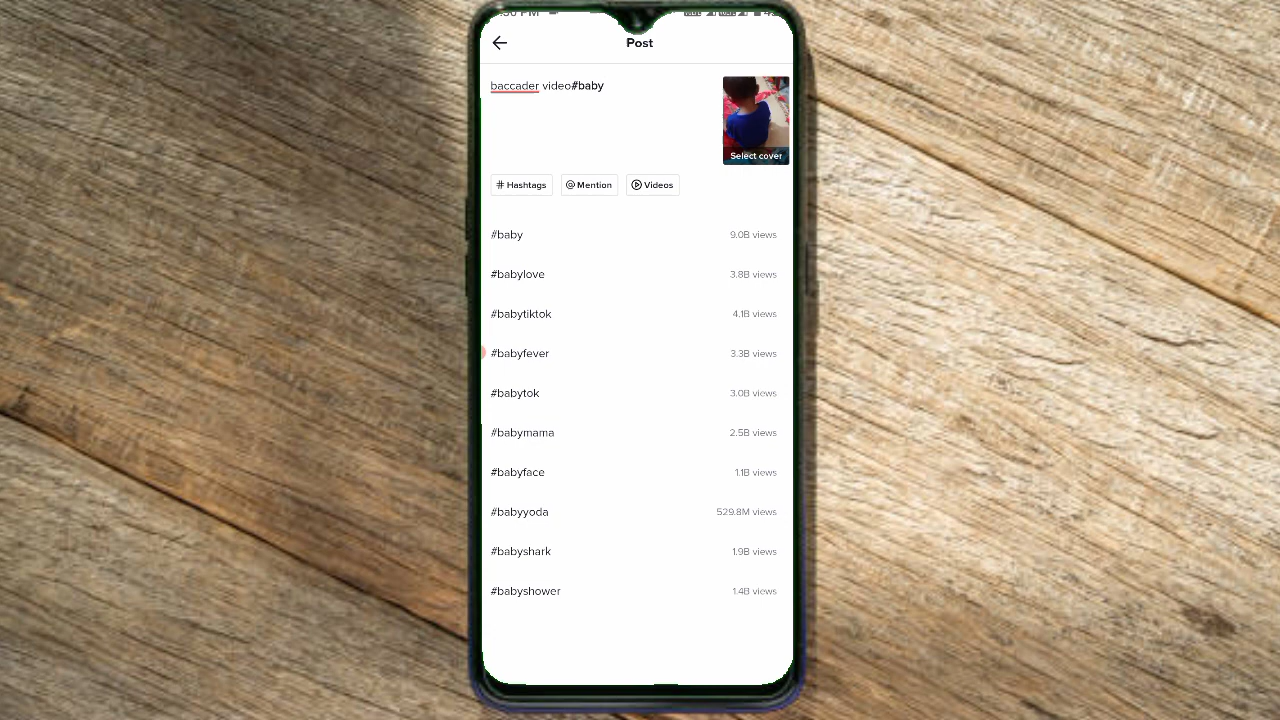 Post
baccader video#baby
Select cover
# Hashtags @ Mention Videos
#baby 9.0B views
#babylove 3.8B views
#babytiktok 4.1B views
#babyfever 3.3B views
#babytok 3.0B views
#babymama 2.5B views
#babyface 1.1B views
#babyyoda 529.8M views
#babyshark 1.9B views
#babyshower 1.4B views